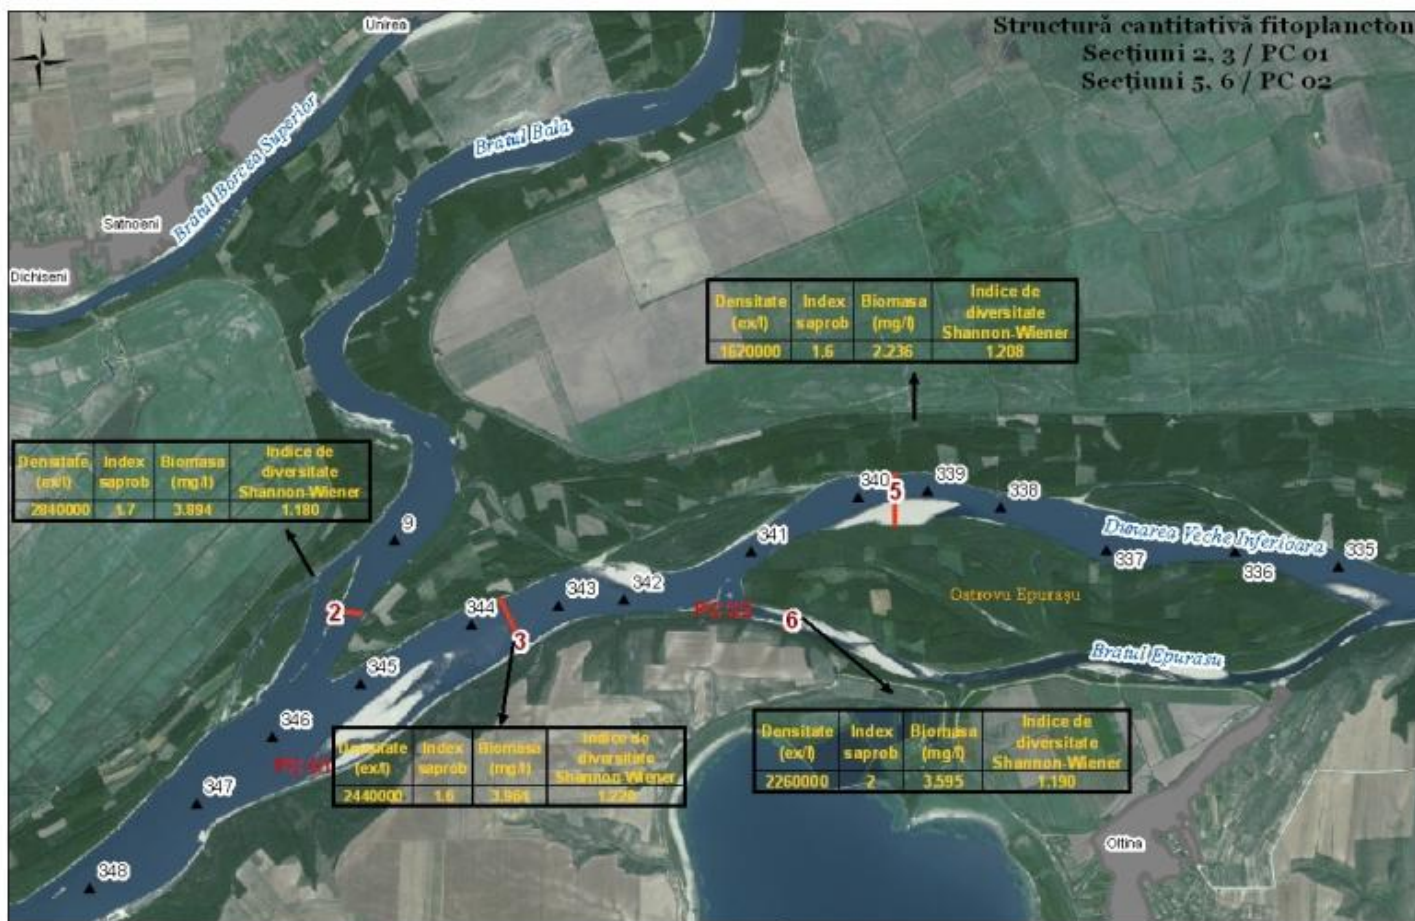 Structură cantitativă fitoplancton
Secțiuni 2, 3 / PC 01
Secțiuni 5, 6 / PC 02
Unirea
Bratul Borcea Superior
Bratul Bala
Satnoeni
Dichiseni
Densitate (ex/l) Index saprob Biomasa (mg/l) Indice de diversitate Shannon-Wiener
1620000 1.6 2.236 1.208
Densitate (ex/l) Index saprob Biomasa (mg/l) Indice de diversitate Shannon-Wiener
2840000 1.7 3.894 1.180
9
340
5
339
338
Dunarea Veche Inferioara
337
336
335
341
342
343
344
345
346
347
348
2
3
6
PC 02
PC 01
Ostrovu Epurașu
Bratul Epurasu
Densitate (ex/l) Index saprob Biomasa (mg/l) Indice de diversitate Shannon-Wiener
2440000 1.6 3.961 1.220
Densitate (ex/l) Index saprob Biomasa (mg/l) Indice de diversitate Shannon-Wiener
2260000 2 3.595 1.190
Oltina